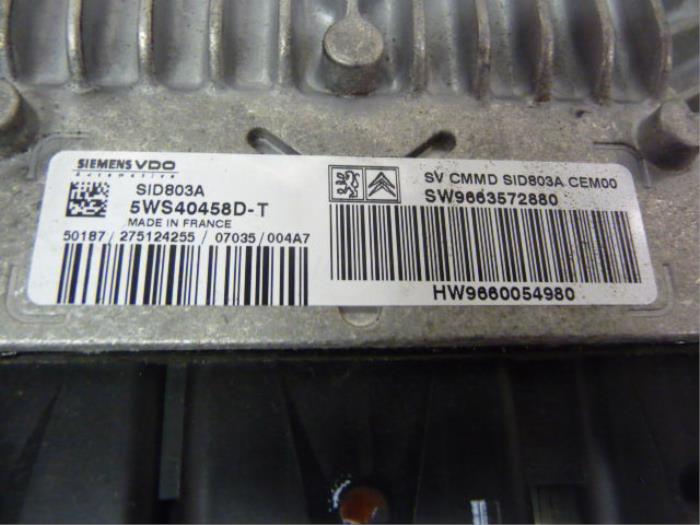 SIEMENS VDO
Automotive
SID803A
5WS40458D-T
MADE IN FRANCE
50187/275124255/07035/004A7
SV CMMD SID803A CEM00
SW9663572880
HW9660054980